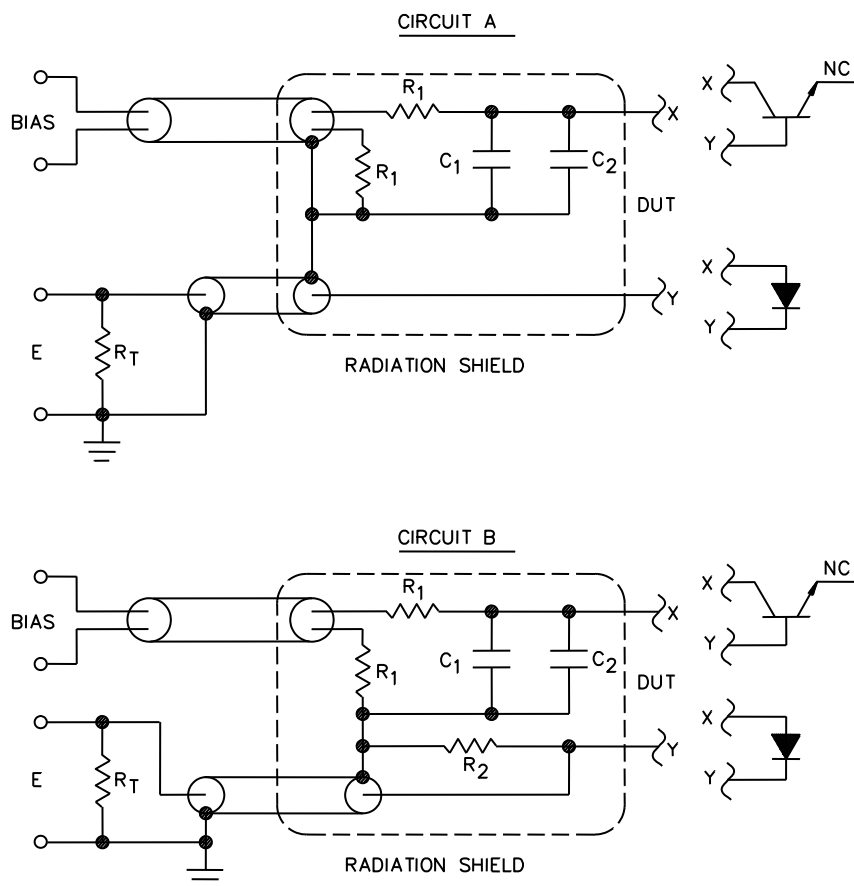 CIRCUIT A
R1
X
X
NC
BIAS
C1
C2
Y
R1
DUT
X
Y
Y
E
RT
RADIATION SHIELD
CIRCUIT B
R1
X
X
NC
BIAS
C1
C2
Y
R1
DUT
X
Y
R2
Y
E
RT
RADIATION SHIELD